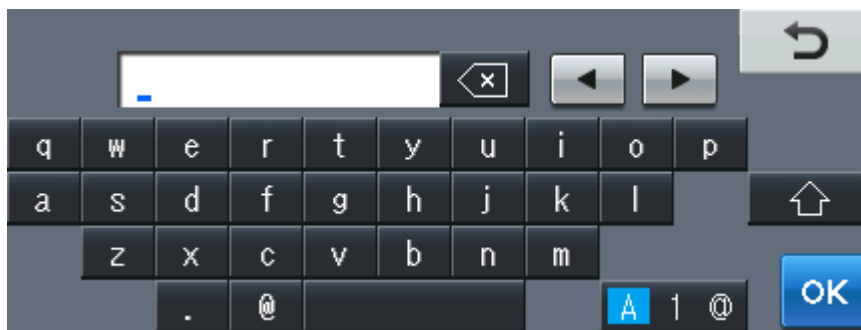 q w e r t y u i o p
a s d f g h j k l
z x c v b n m
. @ A 1 @
OK